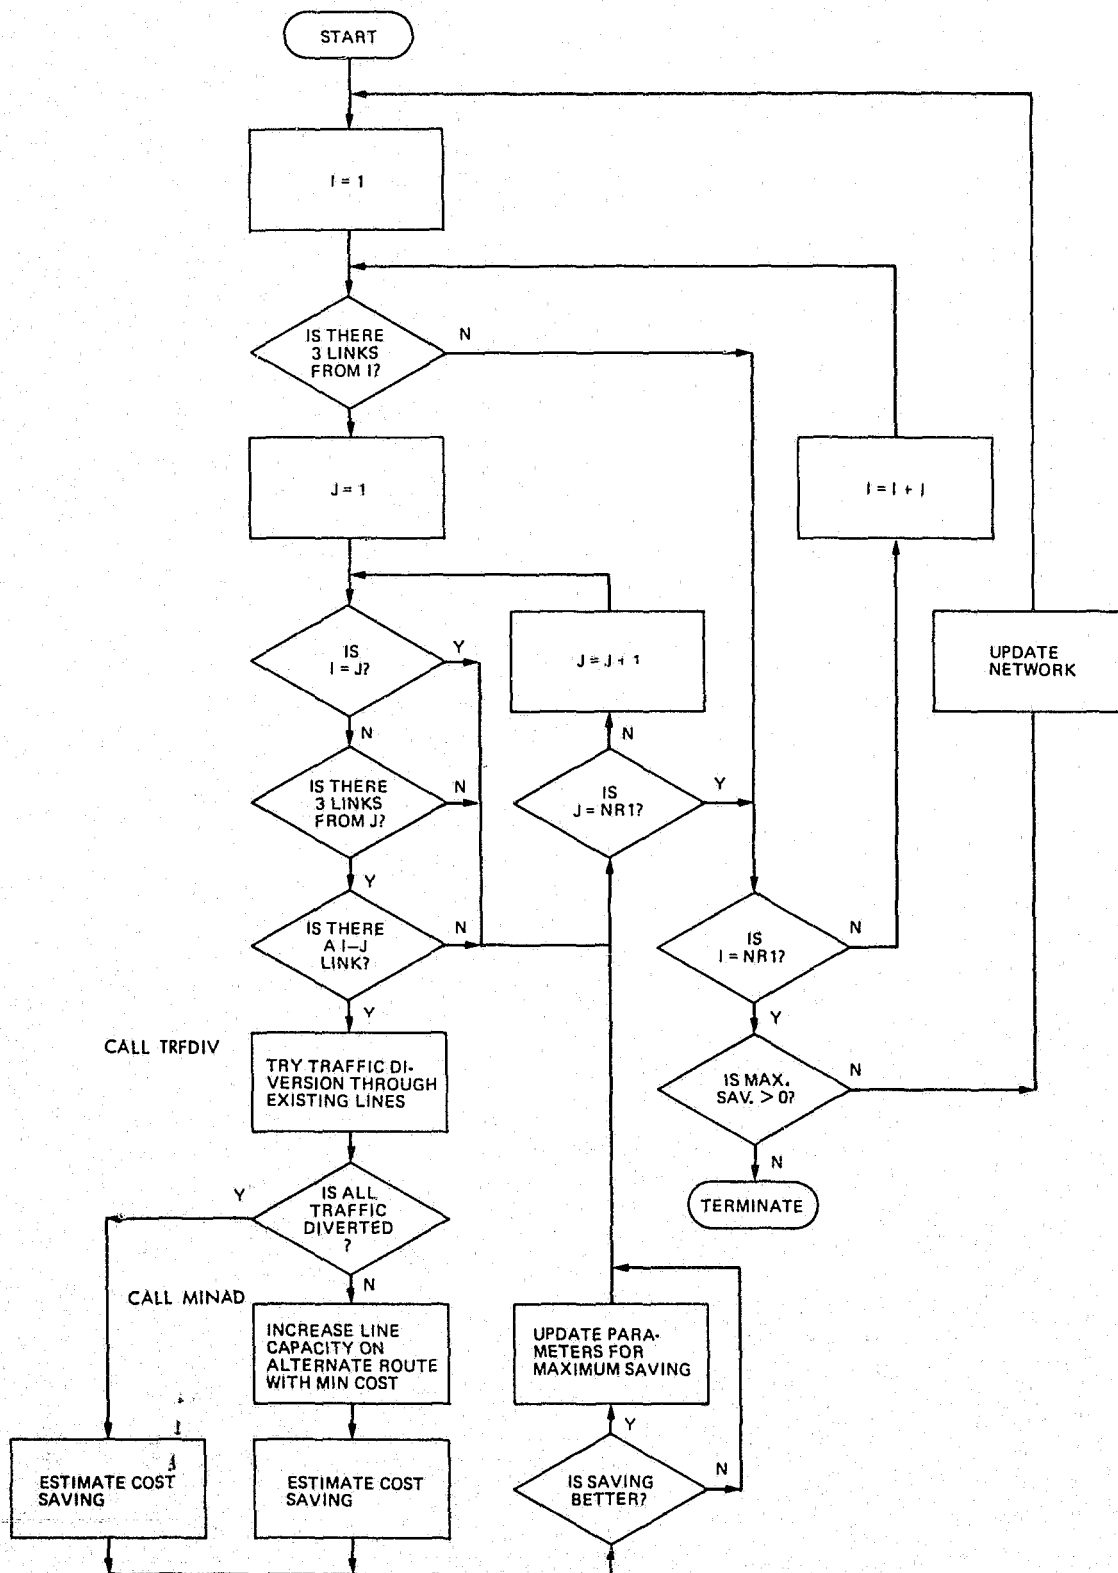 START
I = 1
IS THERE
3 LINKS
FROM I?
N
J = 1
I = I + I
IS
I = J?
Y
J = J + 1
UPDATE
NETWORK
N
N
IS THERE
3 LINKS
FROM J?
N
IS
J = NR1?
Y
Y
IS THERE
A I-J
LINK?
N
IS
I = NR1?
N
Y
Y
CALL TRFDIV
TRY TRAFFIC DI-
VERSION THROUGH
EXISTING LINES
IS MAX.
SAV. > 0?
N
N
TERMINATE
Y
IS ALL
TRAFFIC
DIVERTED
?
N
CALL MINAD
INCREASE LINE
CAPACITY ON
ALTERNATE ROUTE
WITH MIN COST
UPDATE PARA-
METERS FOR
MAXIMUM SAVING
Y
ESTIMATE COST
SAVING
ESTIMATE COST
SAVING
IS SAVING
BETTER?
N